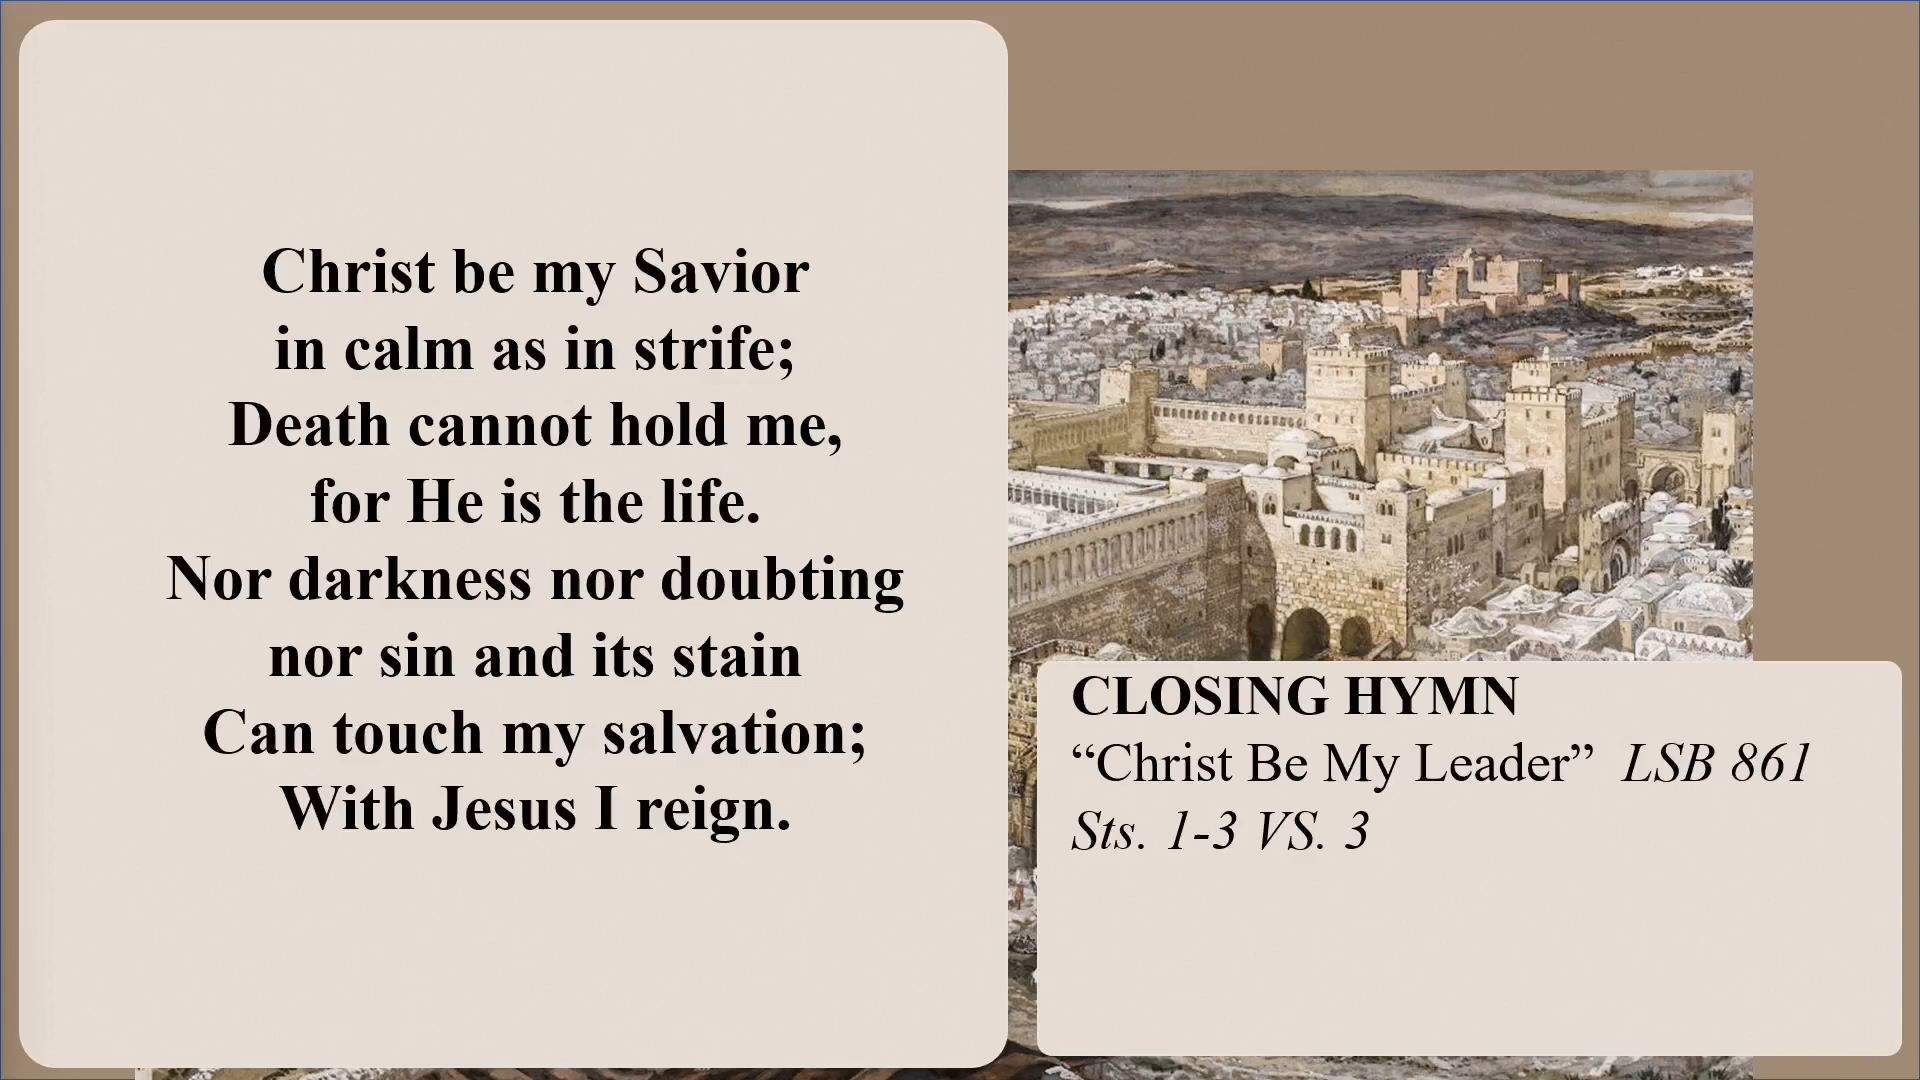 Christ be my Savior
in calm as in strife;
Death cannot hold me,
for He is the life.
Nor darkness nor doubting
nor sin and its stain
Can touch my salvation;
With Jesus I reign.
CLOSING HYMN
“Christ Be My Leader” LSB 861
Sts. 1-3 VS. 3